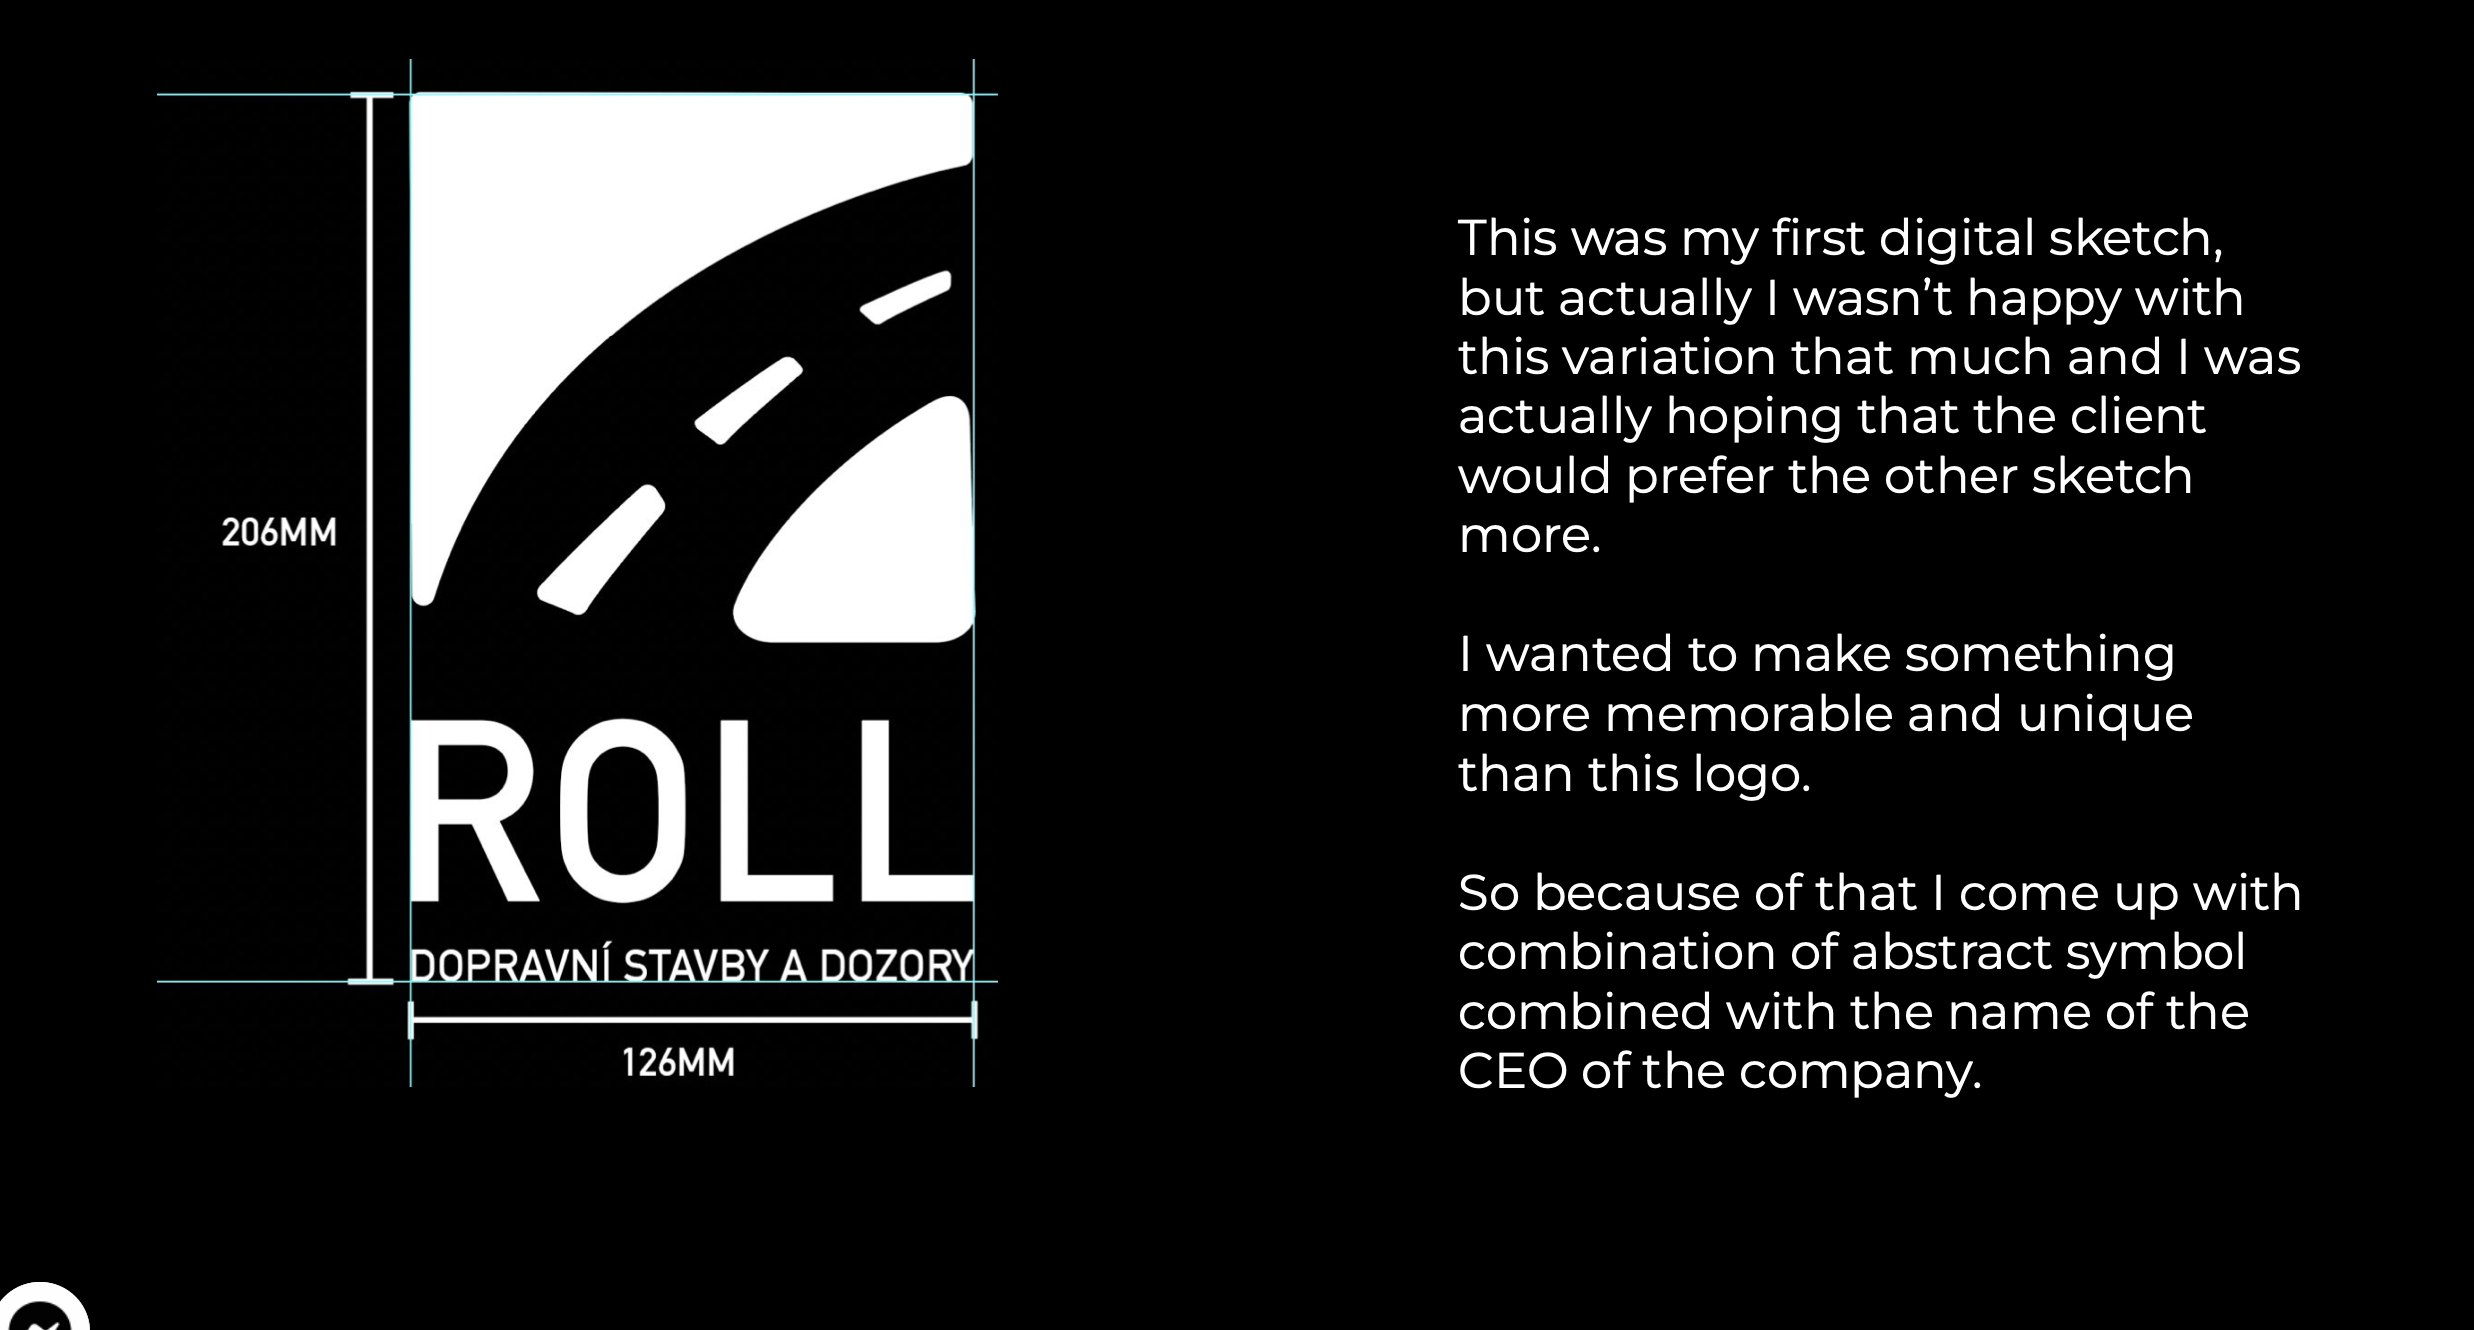 206MM
ROLL
DOPRAVNÍ STAVBY A DOZORY
126MM
This was my first digital sketch,
but actually I wasn’t happy with
this variation that much and I was
actually hoping that the client
would prefer the other sketch
more.
I wanted to make something
more memorable and unique
than this logo.
So because of that I come up with
combination of abstract symbol
combined with the name of the
CEO of the company.